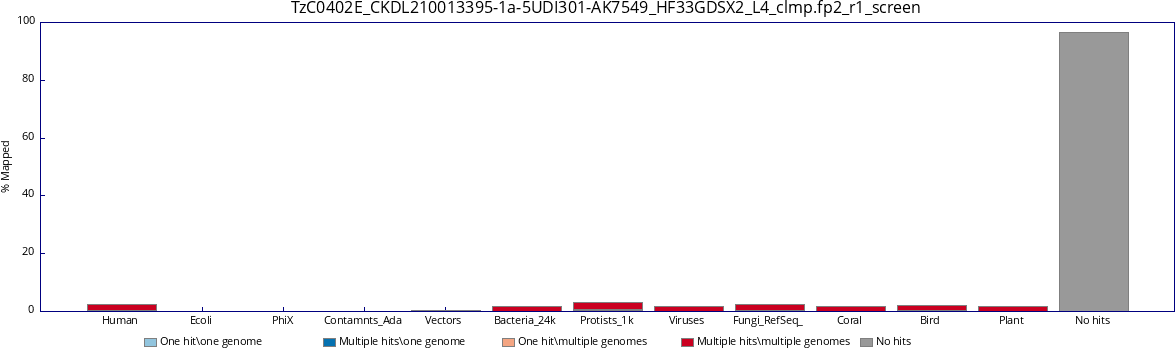 TzC0402E_CKDL210013395-1a-5UDI301-AK7549_HF33GDSX2_L4_clmp.fp2_r1_screen
100
80
60
40
20
0
% Mapped
Human Ecoli PhiX Contamnts_Ada Vectors Bacteria_24k Protists_1k Viruses Fungi_RefSeq_ Coral Bird Plant No hits
One hit\one genome Multiple hits\one genome One hit\multiple genomes Multiple hits\multiple genomes No hits